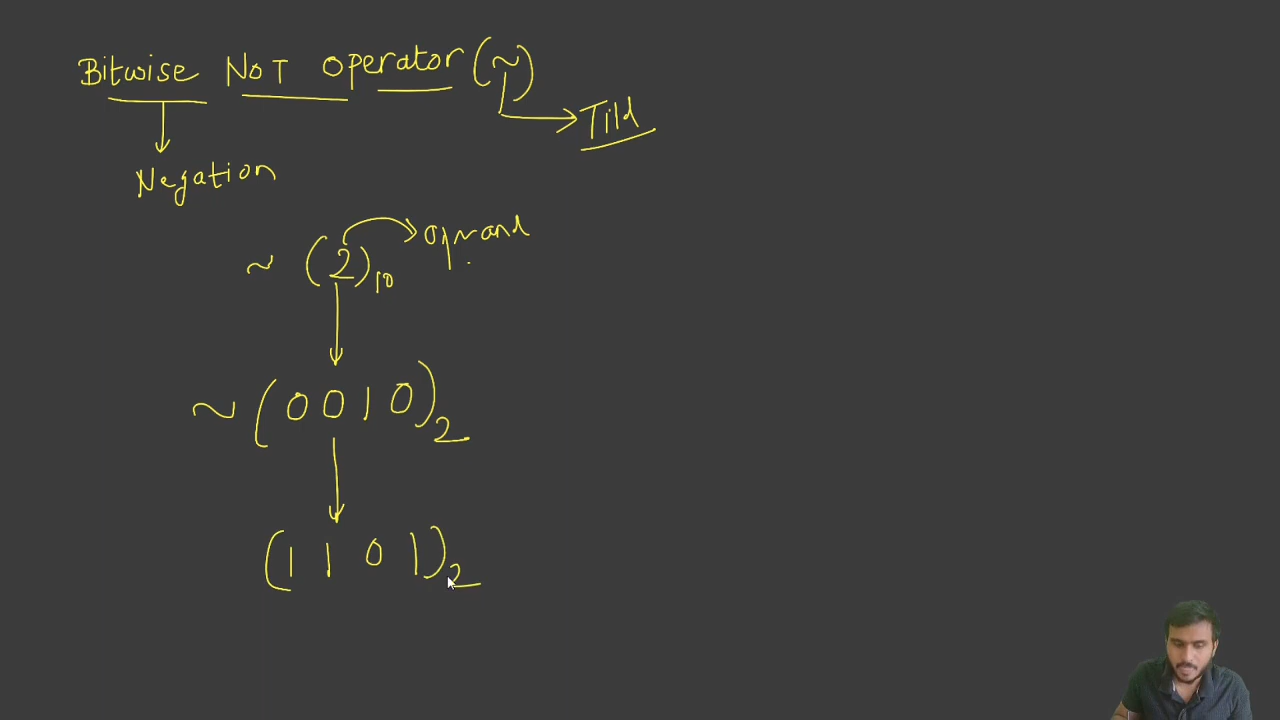 Bitwise NOT Operator (~)
Tild
Negation
~ (2)10
operand
~ (0010)2
(1101)2